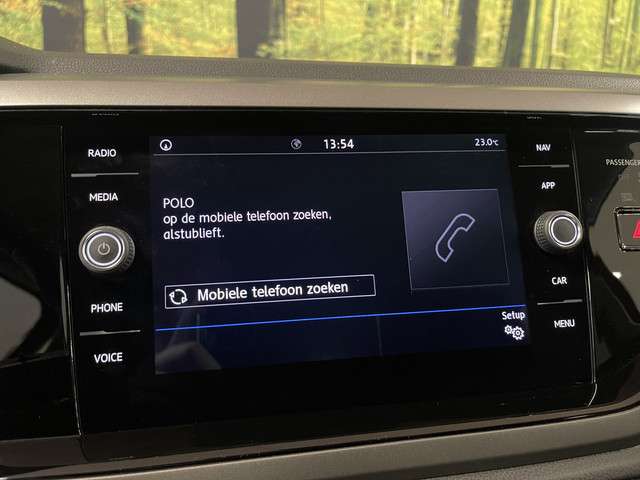 RADIO
MEDIA
PHONE
VOICE
13:54
23.0°C
POLO
op de mobiele telefoon zoeken,
alstublieft.
Mobiele telefoon zoeken
Setup
NAV
APP
CAR
MENU
PASSENGER